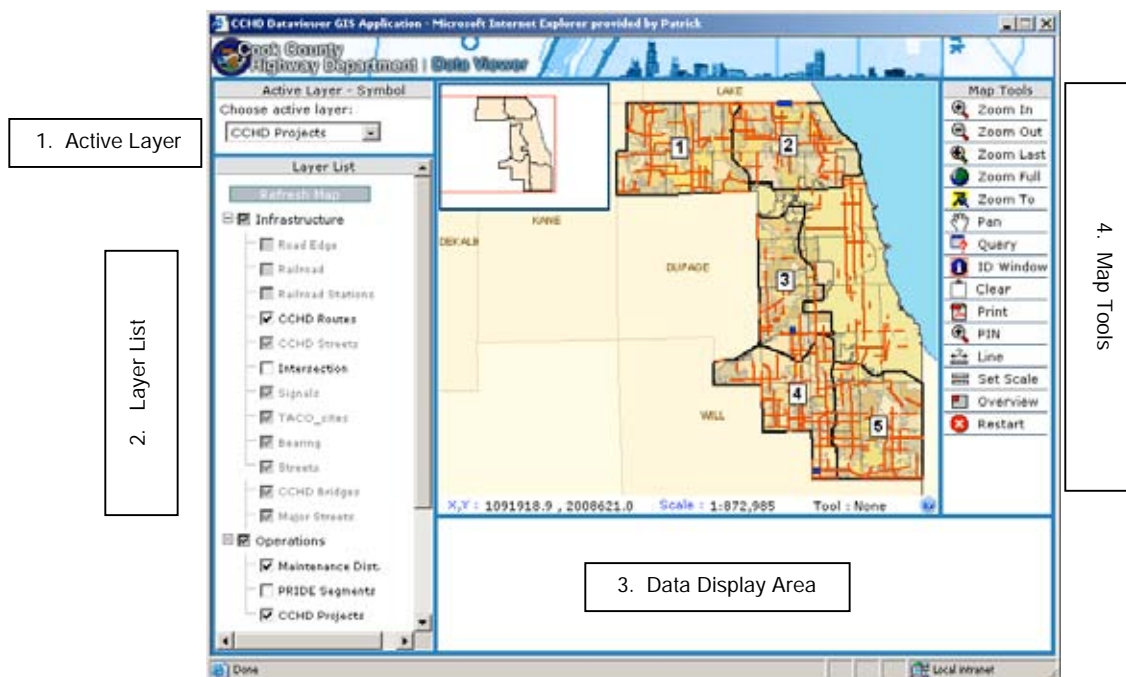 CCHD Dataviewer GIS Application - Microsoft Internet Explorer provided by Patrick
Cook County
Highway Department | Data Viewer
Active Layer - Symbol
Choose active layer:
CCHD Projects
1. Active Layer
Layer List
Refresh Map
Infrastructure
Road Edge
Railroad
Railroad Stations
CCHD Routes
CCHD Streets
Intersection
Signals
TACO_sites
Bearing
Streets
CCHD Bridges
Major Streets
Operations
Maintenance Dist.
PRIDE Segments
CCHD Projects
2. Layer List
LAKE
KANE
DEKALB
DUPAGE
WILL
1
2
3
4
5
X,Y : 1091918.9 , 2008621.0 Scale : 1:872,985 Tool : None
3. Data Display Area
Map Tools
Zoom In
Zoom Out
Zoom Last
Zoom Full
Zoom To
Pan
Query
ID Window
Clear
Print
PIN
Line
Set Scale
Overview
Restart
4. Map Tools
Done
Local intranet